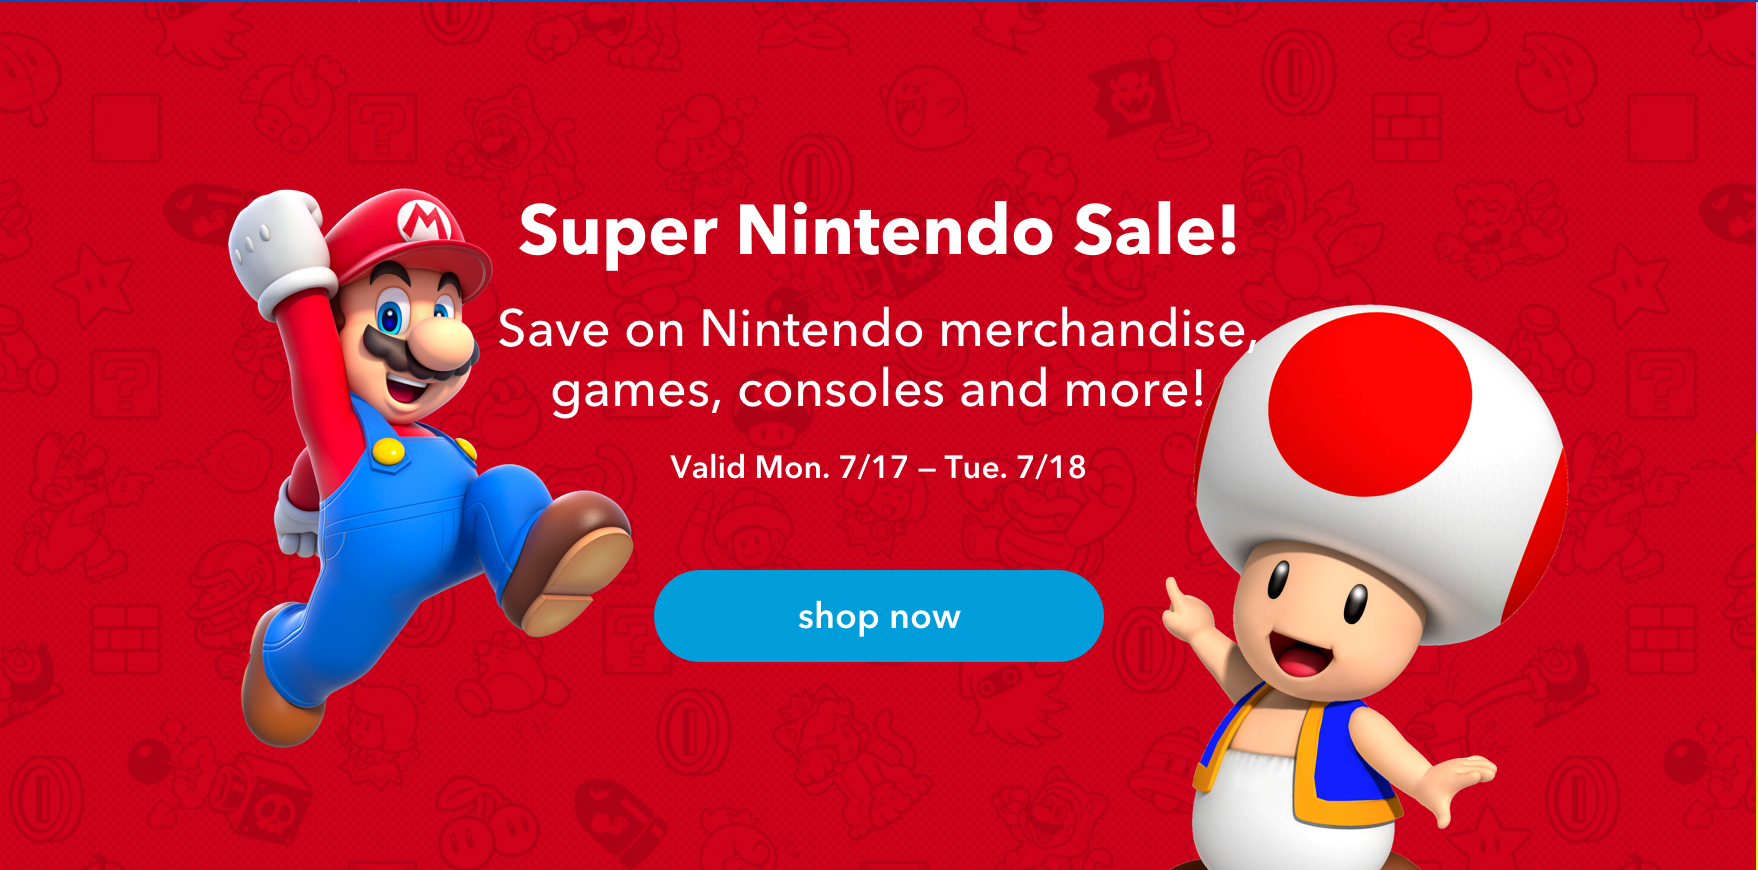 M
Super Nintendo Sale!
Save on Nintendo merchandise,
games, consoles and more!
Valid Mon. 7/17 – Tue. 7/18
shop now